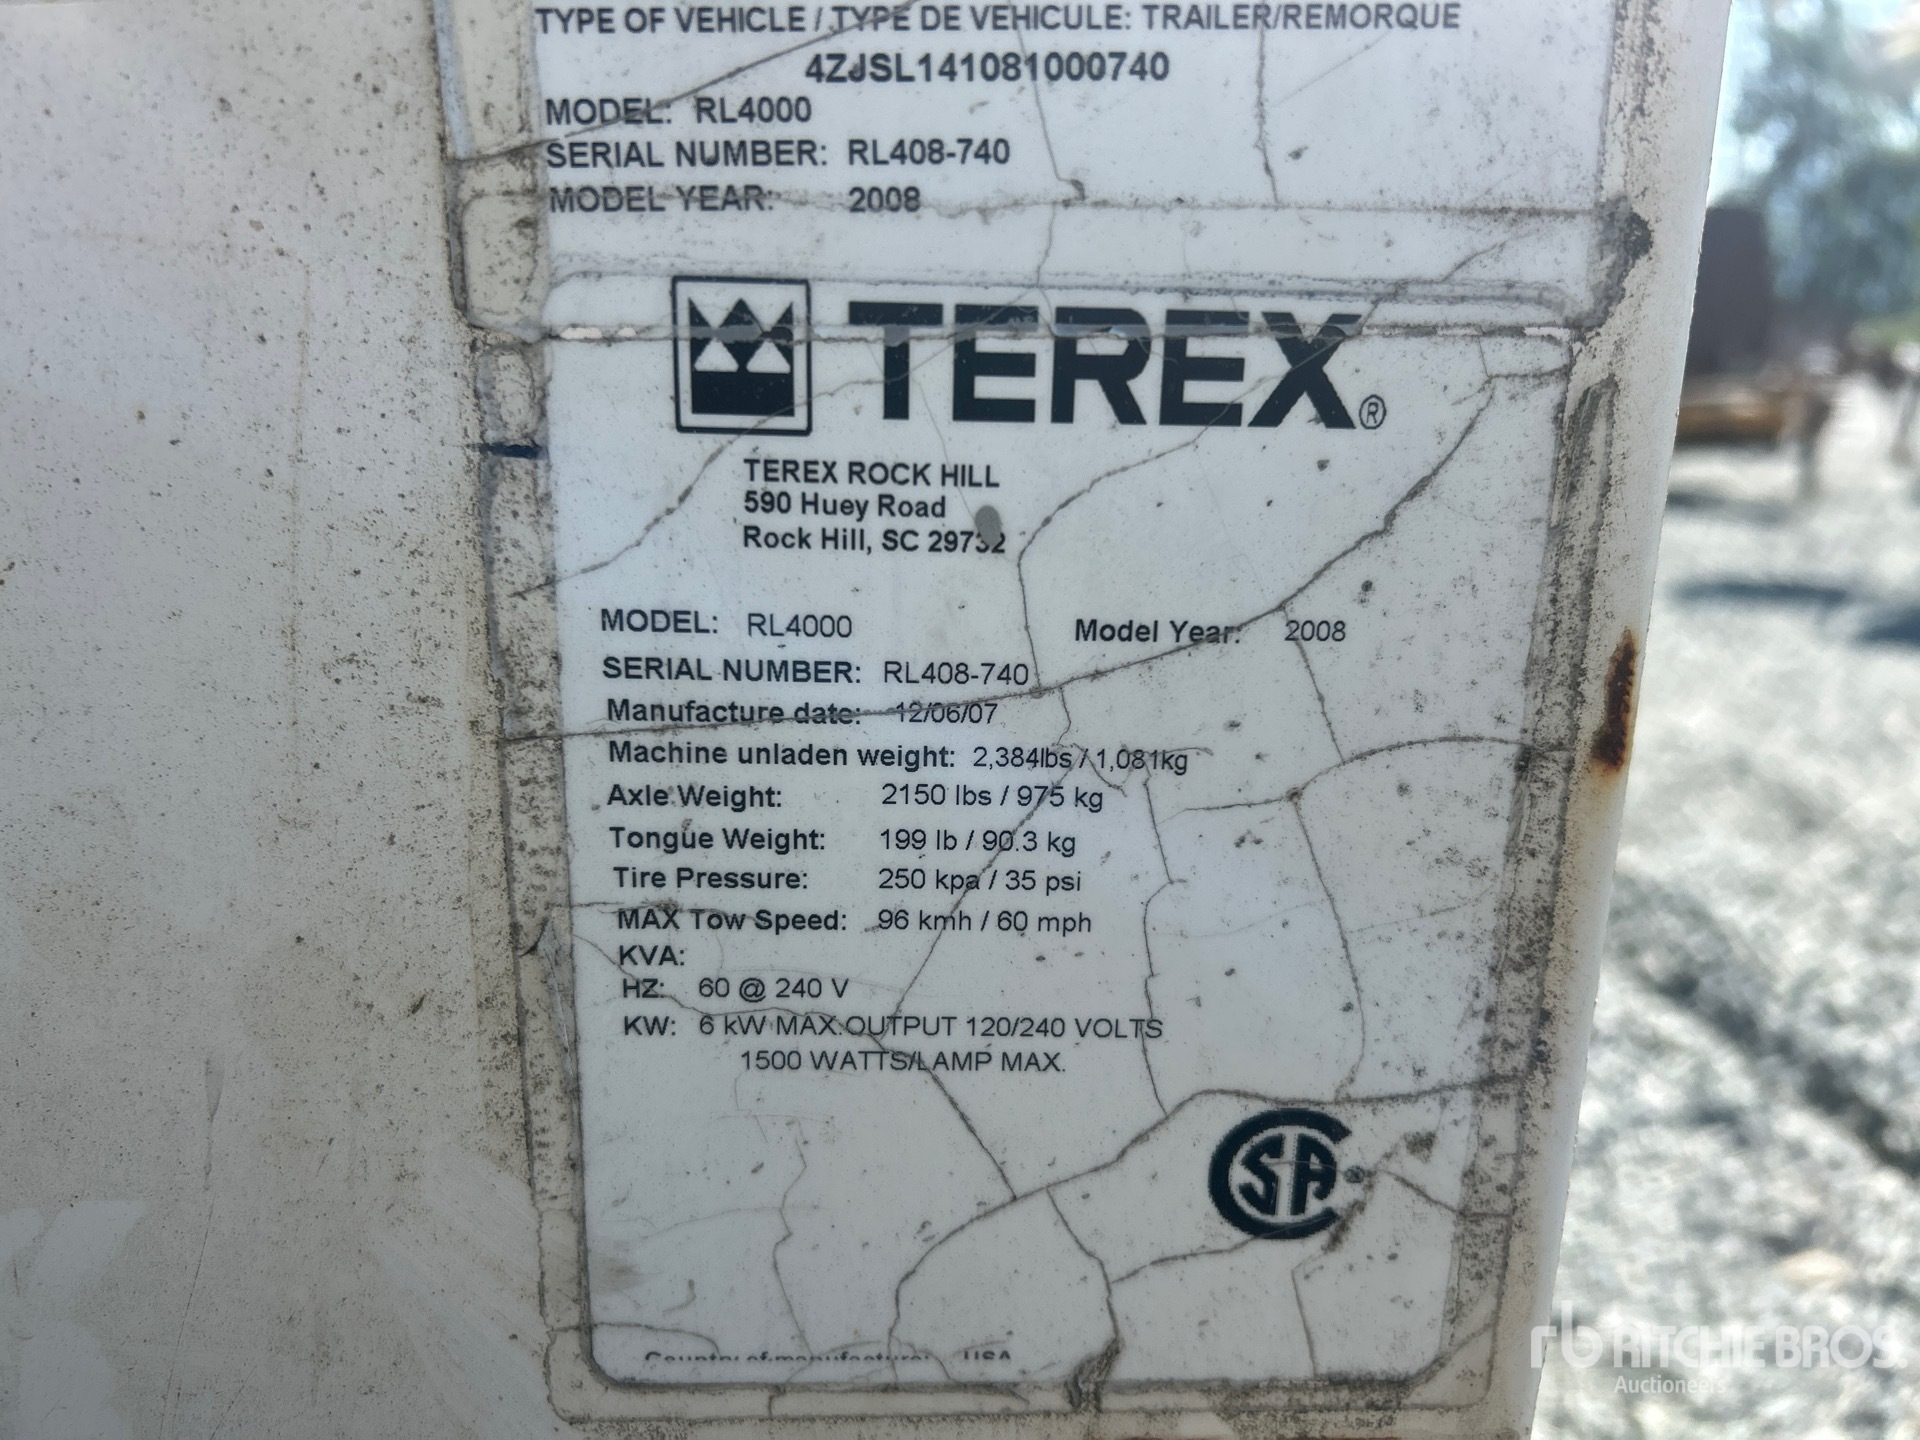 TYPE OF VEHICLE / TYPE DE VEHICULE: TRAILER/REMORQUE
4ZJSL141081000740
MODEL: RL4000
SERIAL NUMBER: RL408-740
MODEL YEAR: 2008
TEREX®
TEREX ROCK HILL
590 Huey Road
Rock Hill, SC 29732
MODEL: RL4000 Model Year: 2008
SERIAL NUMBER: RL408-740
Manufacture date: 12/06/07
Machine unladen weight: 2,384lbs / 1,081kg
Axle Weight: 2150 lbs / 975 kg
Tongue Weight: 199 lb / 90.3 kg
Tire Pressure: 250 kpa / 35 psi
MAX Tow Speed: 96 kmh / 60 mph
KVA:
HZ: 60 @ 240 V
KW: 6 kW MAX.OUTPUT 120/240 VOLTS
1500 WATTS/LAMP MAX.
CSA
Country of manufacture: USA
rb RITCHIE BROS.
Auctioneers